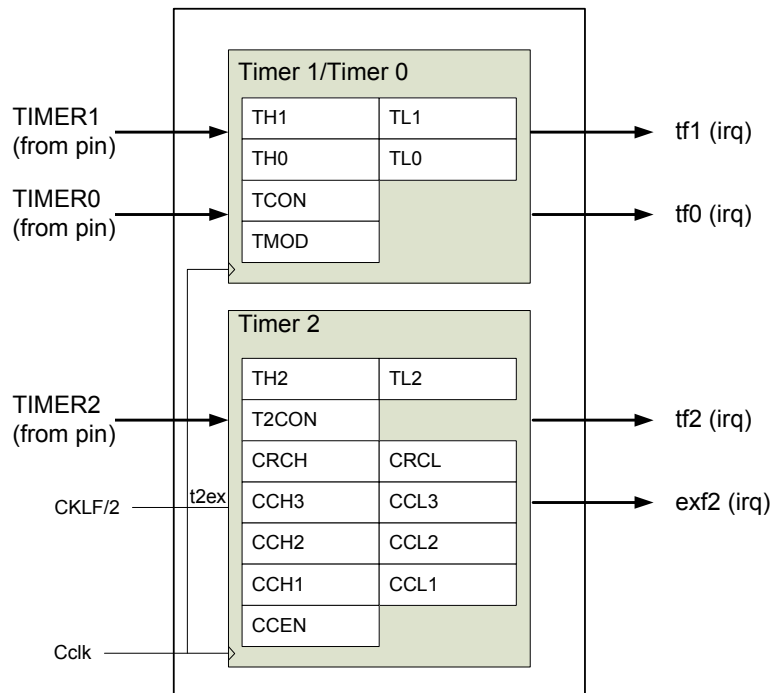 Timer 1/Timer 0
TIMER1
(from pin)
TH1 TL1
tf1 (irq)
TH0 TL0
TIMER0
(from pin)
TCON
tf0 (irq)
TMOD
Timer 2
TH2 TL2
TIMER2
(from pin)
T2CON
tf2 (irq)
CRCH CRCL
CKLF/2
t2ex
CCH3 CCL3
exf2 (irq)
CCH2 CCL2
CCH1 CCL1
CCEN
Cclk